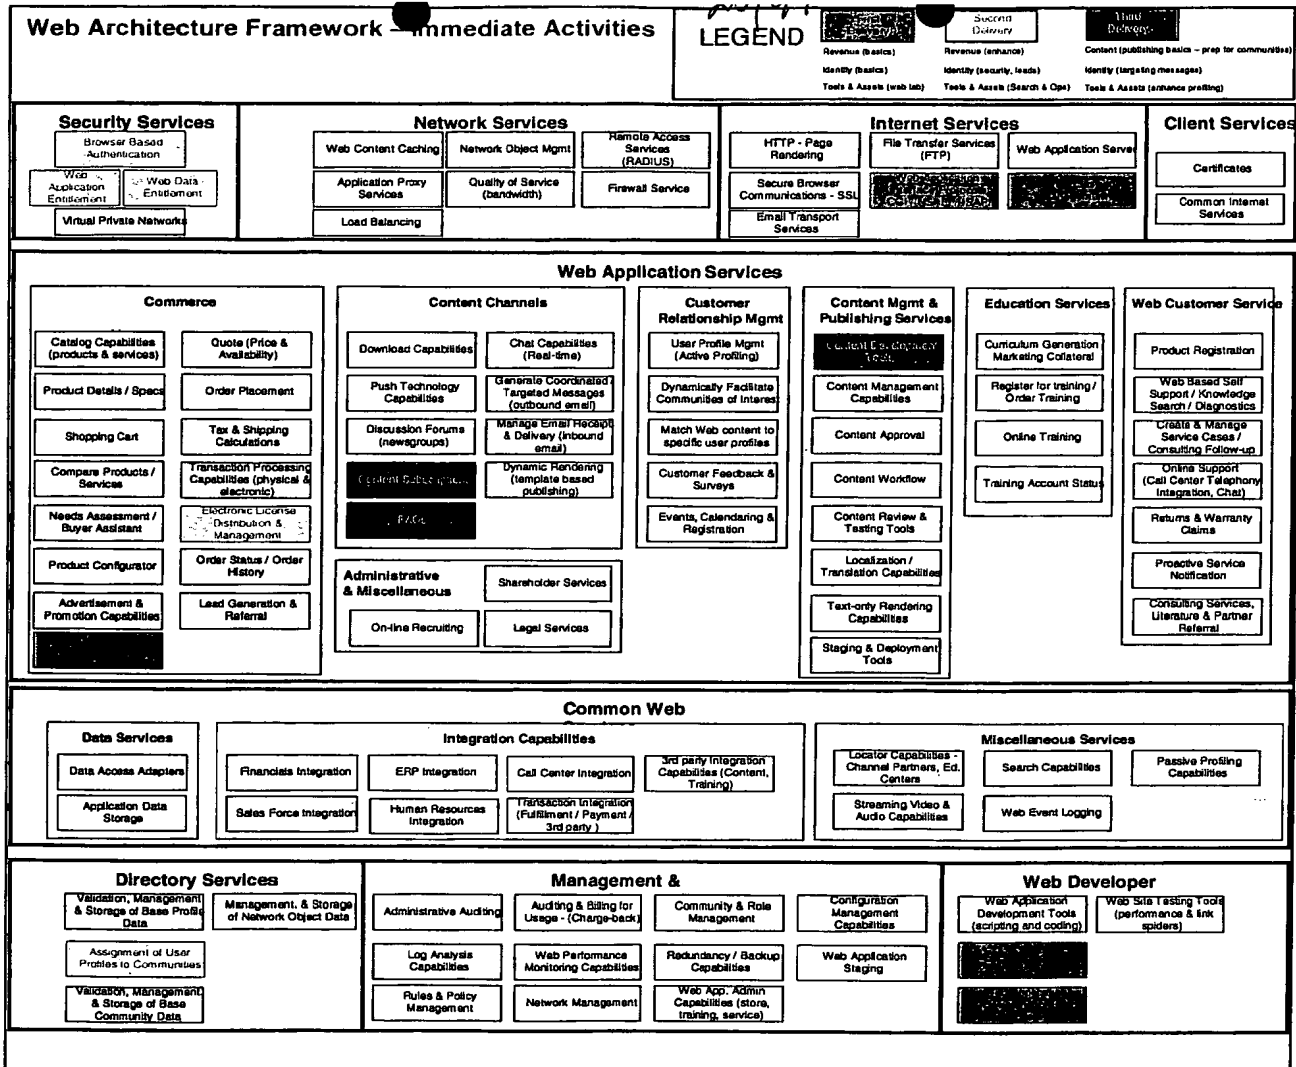 Web Architecture Framework – Immediate Activities
LEGEND
Second
Delivery
Third
Delivery
Revenue (basics)
Revenue (enhance)
Content (publishing basics – prep for communities)
Identity (basics)
Identity (security, leads)
Identity (targeting messages)
Tools & Assets (web lab)
Tools & Assets (Search & Ops)
Tools & Assets (enhance profiling)
Security Services
Browser Based
Authentication
Web
Application
Entitlement
Web Data
Entitlement
Virtual Private Networks
Network Services
Web Content Caching
Network Object Mgmt
Remote Access
Services
(RADIUS)
Application Proxy
Services
Quality of Service
(bandwidth)
Firewall Service
Load Balancing
Internet Services
HTTP - Page
Rendering
File Transfer Services
(FTP)
Web Application Server
Secure Browser
Communications - SSL
Email Transport
Services
Client Services
Certificates
Common Internet
Services
Web Application Services
Commerce
Catalog Capabilities
(products & services)
Quote (Price &
Availability)
Product Details / Specs
Order Placement
Shopping Cart
Tax & Shipping
Calculations
Compare Products /
Services
Transaction Processing
Capabilities (physical &
electronic)
Needs Assessment /
Buyer Assistant
Electronic License
Distribution &
Management
Product Configurator
Order Status / Order
History
Advertisement &
Promotion Capabilities
Lead Generation &
Referral
Content Channels
Download Capabilities
Chat Capabilities
(Real-time)
Push Technology
Capabilities
Generate Coordinated /
Targeted Messages
(outbound email)
Discussion Forums
(newsgroups)
Manage Email Receipt
& Delivery (inbound
email)
Content Subscription
Dynamic Rendering
(template based
publishing)
FAQs
Administrative
& Miscellaneous
Shareholder Services
On-line Recruiting
Legal Services
Customer
Relationship Mgmt
User Profile Mgmt
(Active Profiling)
Dynamically Facilitate
Communities of Interest
Match Web content to
specific user profiles
Customer Feedback &
Surveys
Events, Calendaring &
Registration
Content Mgmt &
Publishing Services
Content Development
Tools
Content Management
Capabilities
Content Approval
Content Workflow
Content Review &
Testing Tools
Localization /
Translation Capabilities
Text-only Rendering
Capabilities
Staging & Deployment
Tools
Education Services
Curriculum Generation
Marketing Collateral
Register for training /
Order Training
Online Training
Training Account Status
Web Customer Service
Product Registration
Web Based Self
Support / Knowledge
Search / Diagnostics
Create & Manage
Service Cases /
Consulting Follow-up
Online Support
(Call Center Telephony
Integration, Chat)
Returns & Warranty
Claims
Proactive Service
Notification
Consulting Services,
Literature & Partner
Referral
Common Web
Data Services
Data Access Adapters
Application Data
Storage
Integration Capabilities
Financials Integration
ERP Integration
Call Center Integration
3rd party Integration
Capabilities (Content,
Training)
Sales Force Integration
Human Resources
Integration
Transaction Integration
(Fulfillment / Payment /
3rd party )
Miscellaneous Services
Locator Capabilities -
Channel Partners, Ed.
Centers
Search Capabilities
Passive Profiling
Capabilities
Streaming Video &
Audio Capabilities
Web Event Logging
Directory Services
Validation, Management
& Storage of Base Profile
Data
Management, & Storage
of Network Object Data
Assignment of User
Profiles to Communities
Validation, Management
& Storage of Base
Community Data
Management &
Administrative Auditing
Auditing & Billing for
Usage - (Charge-back)
Community & Role
Management
Configuration
Management
Capabilities
Log Analysis
Capabilities
Web Performance
Monitoring Capabilities
Redundancy / Backup
Capabilities
Web Application
Staging
Rules & Policy
Management
Network Management
Web App. Admin
Capabilities (store,
training, service)
Web Developer
Web Application
Development Tools
(scripting and coding)
Web Site Testing Tools
(performance & link
spiders)